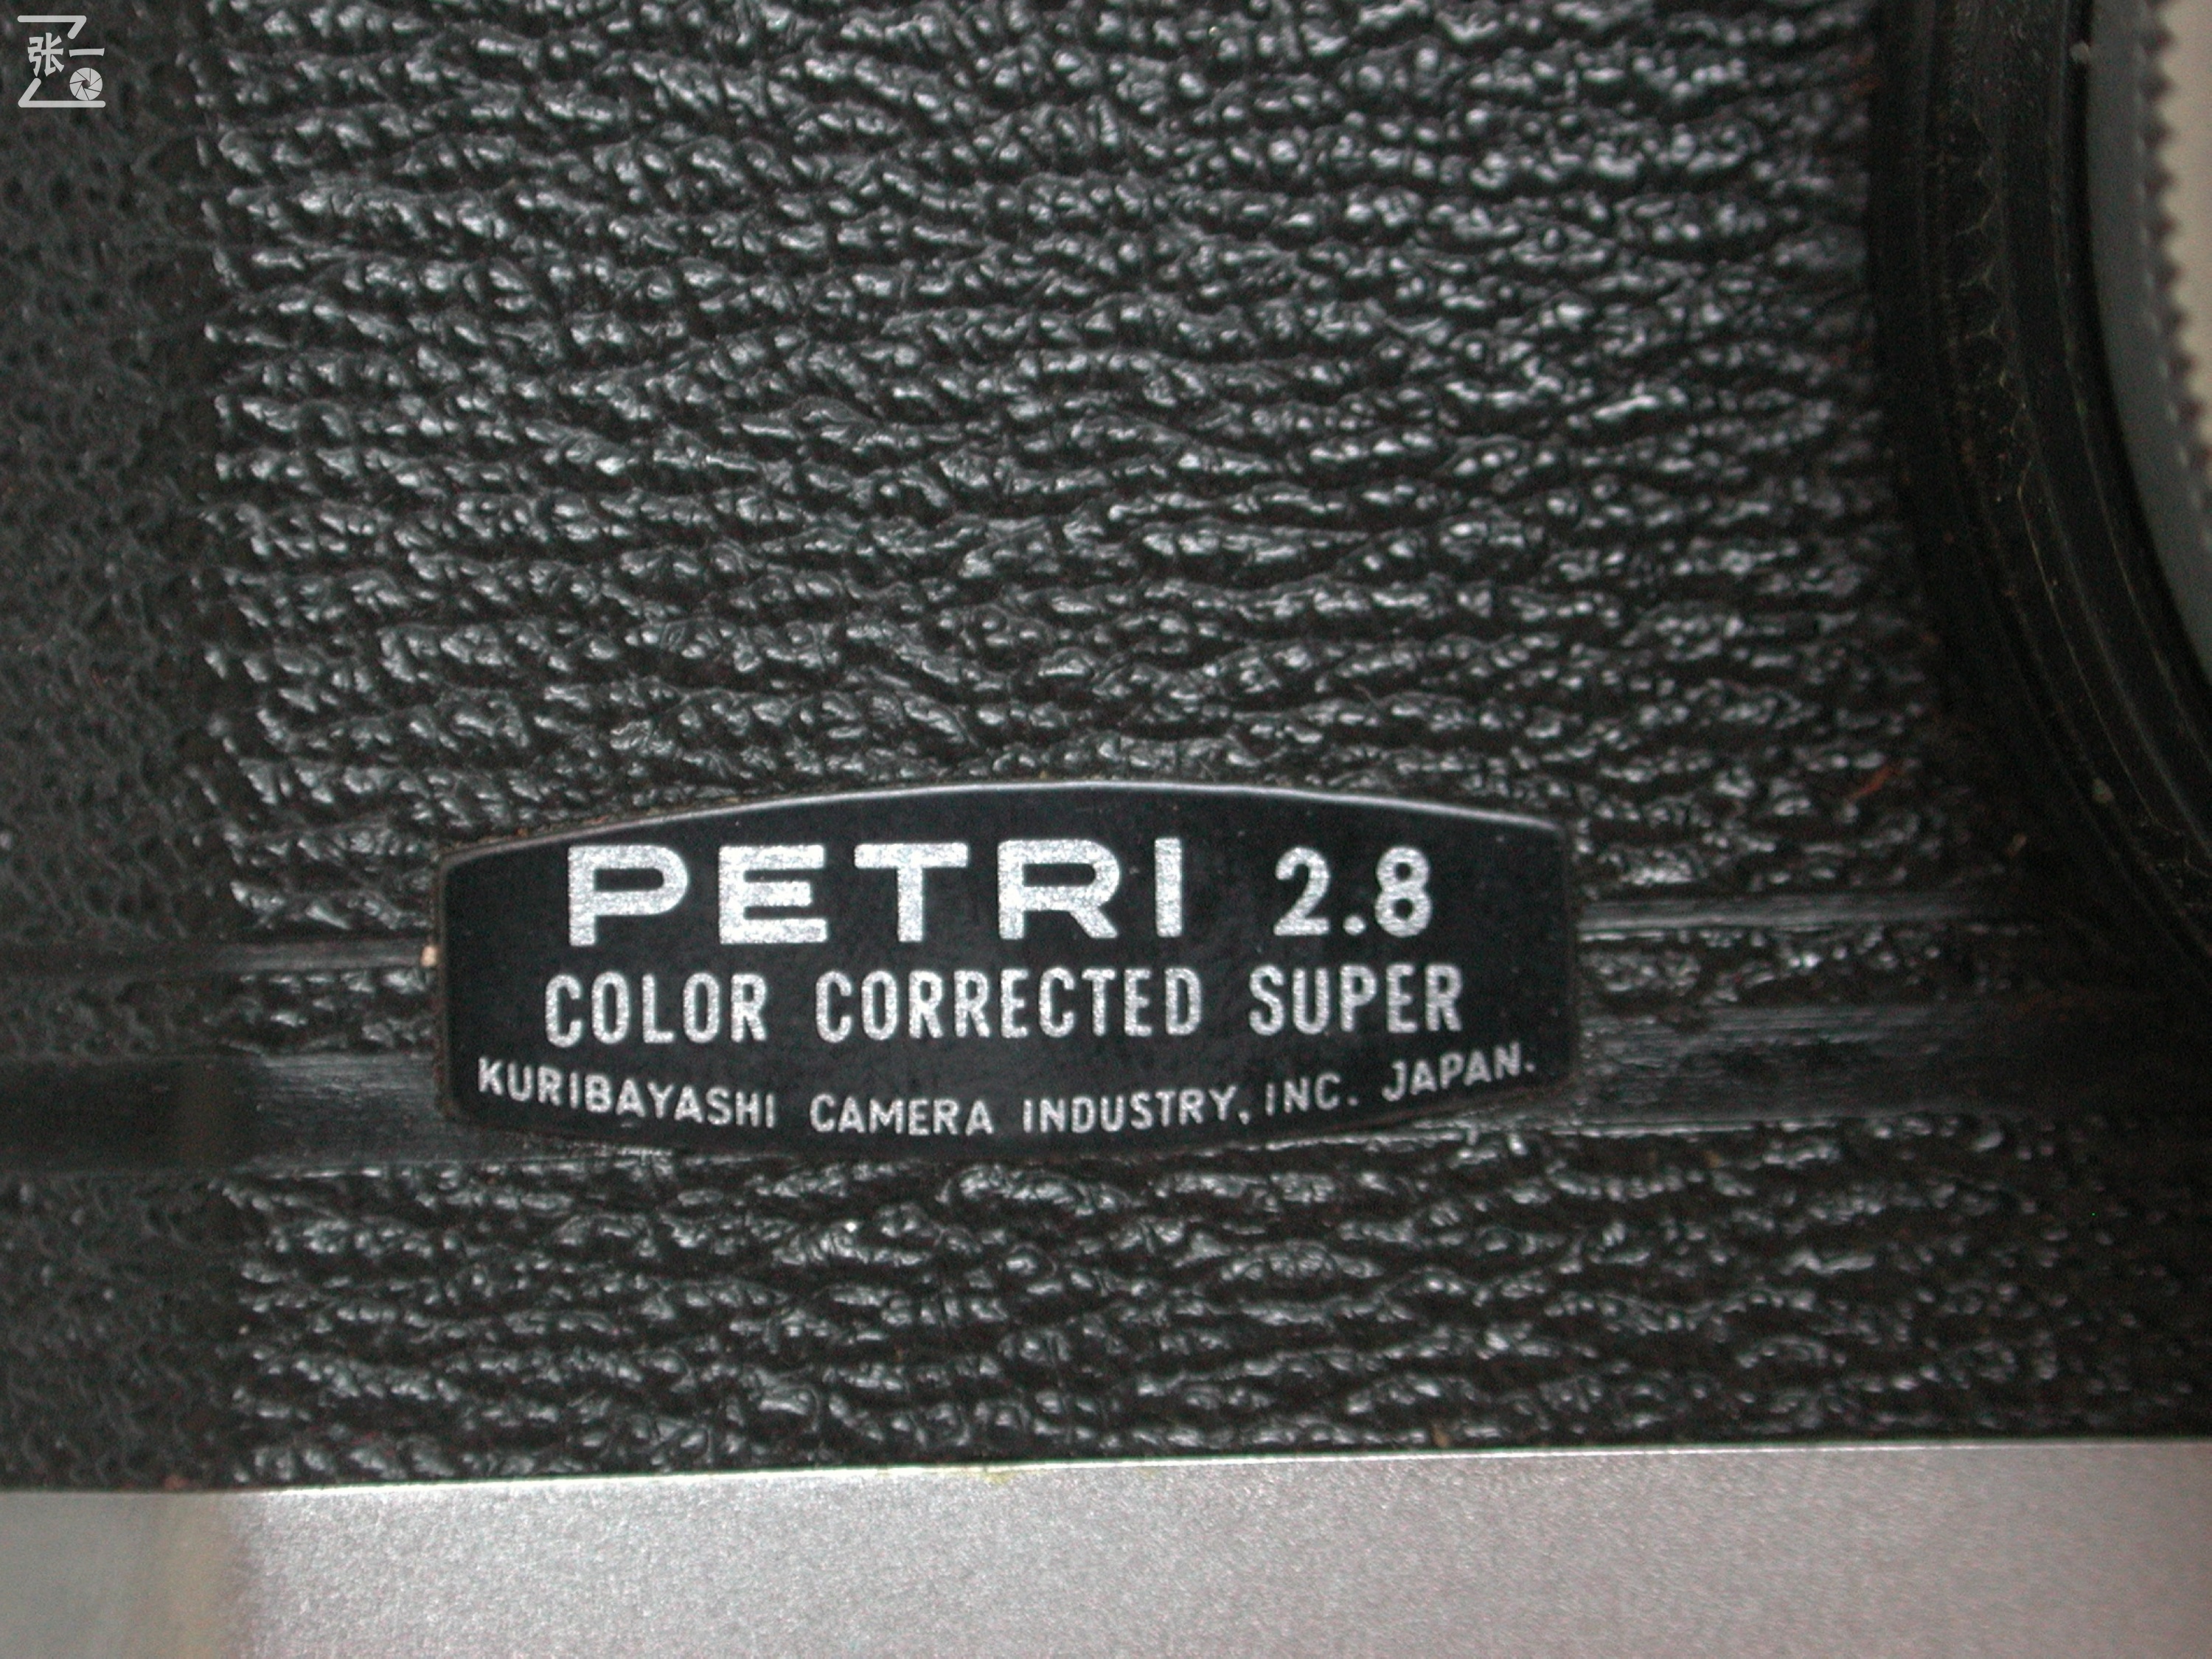 张一
PETRI 2.8
COLOR CORRECTED SUPER
KURIBAYASHI CAMERA INDUSTRY, INC. JAPAN.